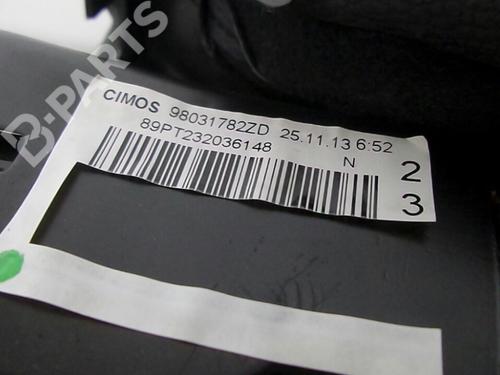 B-PARTS
CIMOS 98031782ZD 25.11.13 6:52
89PT232036148 N
2
3